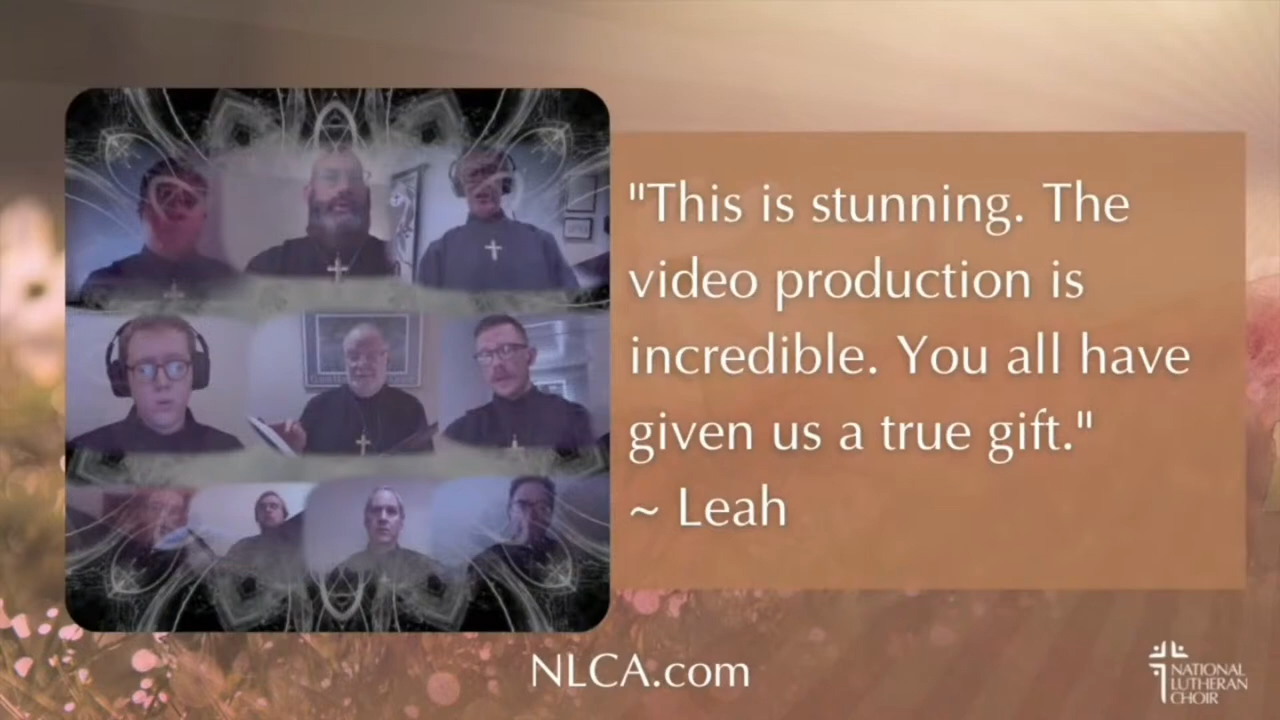 "This is stunning. The
video production is
incredible. You all have
given us a true gift."
~ Leah
NLCA.com
NATIONAL
LUTHERAN
CHOIR